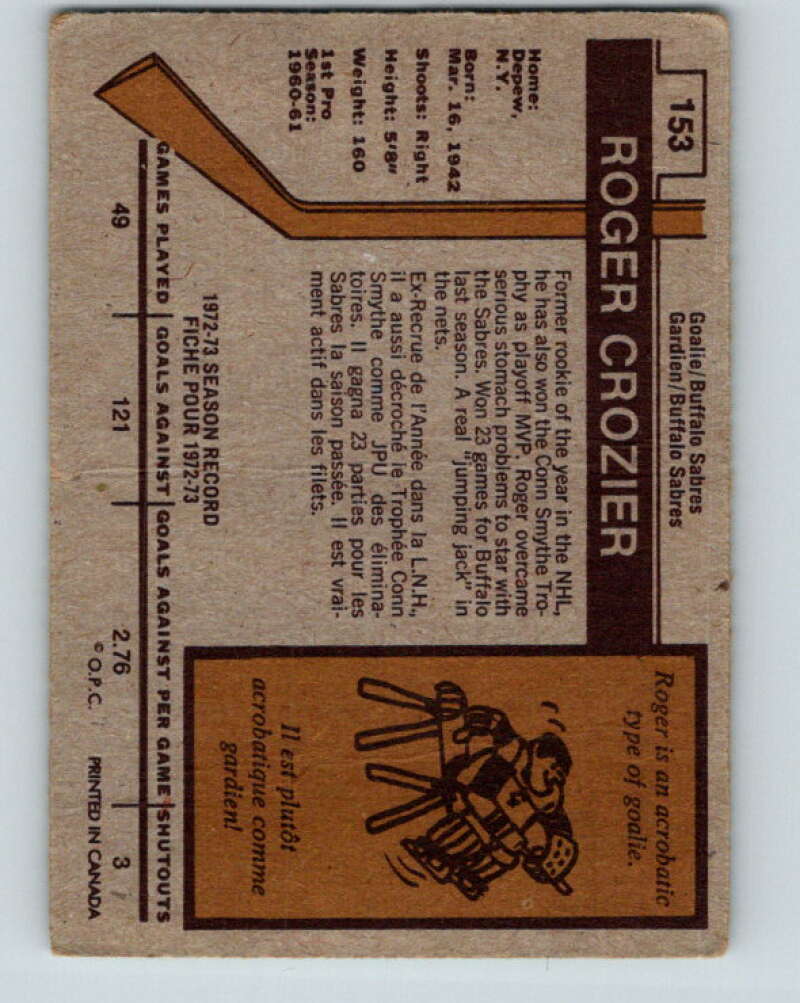 153
Goalie/Buffalo Sabres
Gardien/Buffalo Sabres
ROGER CROZIER
Home:
Depew,
N.Y.
Born:
Mar. 16, 1942
Shoots: Right
Height: 5'8"
Weight: 160
1st Pro
Season:
1960-61
Former rookie of the year in the NHL,
he has also won the Conn Smythe Tro-
phy as playoff MVP. Roger overcame
serious stomach problems to star with
the Sabres. Won 23 games for Buffalo
last season. A real "jumping jack" in
the nets.
Ex-Recrue de l'Année dans la L.N.H.,
il a aussi décroché le Trophée Conn
Smythe comme JPU des élimina-
toires. Il gagna 23 parties pour les
Sabres la saison passée. Il est vrai-
ment actif dans les filets.
Roger is an acrobatic
type of goalie.
Il est plutôt
acrobatique comme
gardien!
1972-73 SEASON RECORD
FICHE POUR 1972-73
GAMES PLAYED GOALS AGAINST GOALS AGAINST PER GAME SHUTOUTS
49 121 2.76 3
© O.P.C. PRINTED IN CANADA